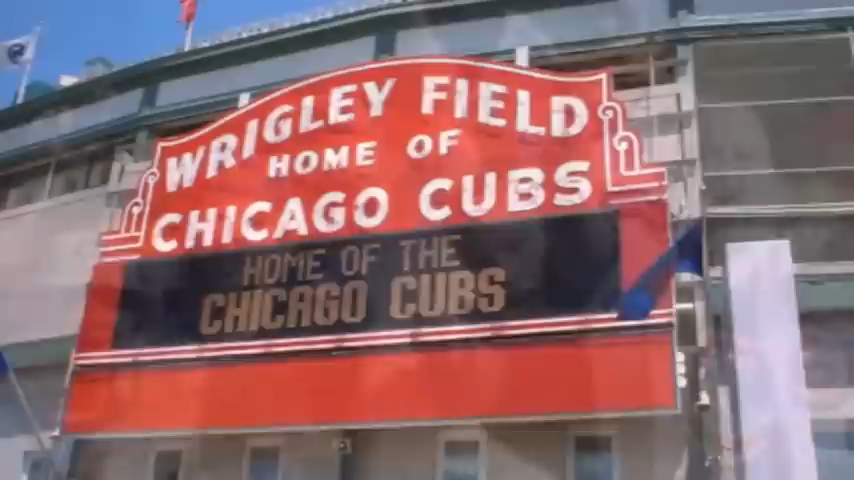 WRIGLEY FIELD
HOME OF
CHICAGO CUBS
HOME OF THE
CHICAGO CUBS